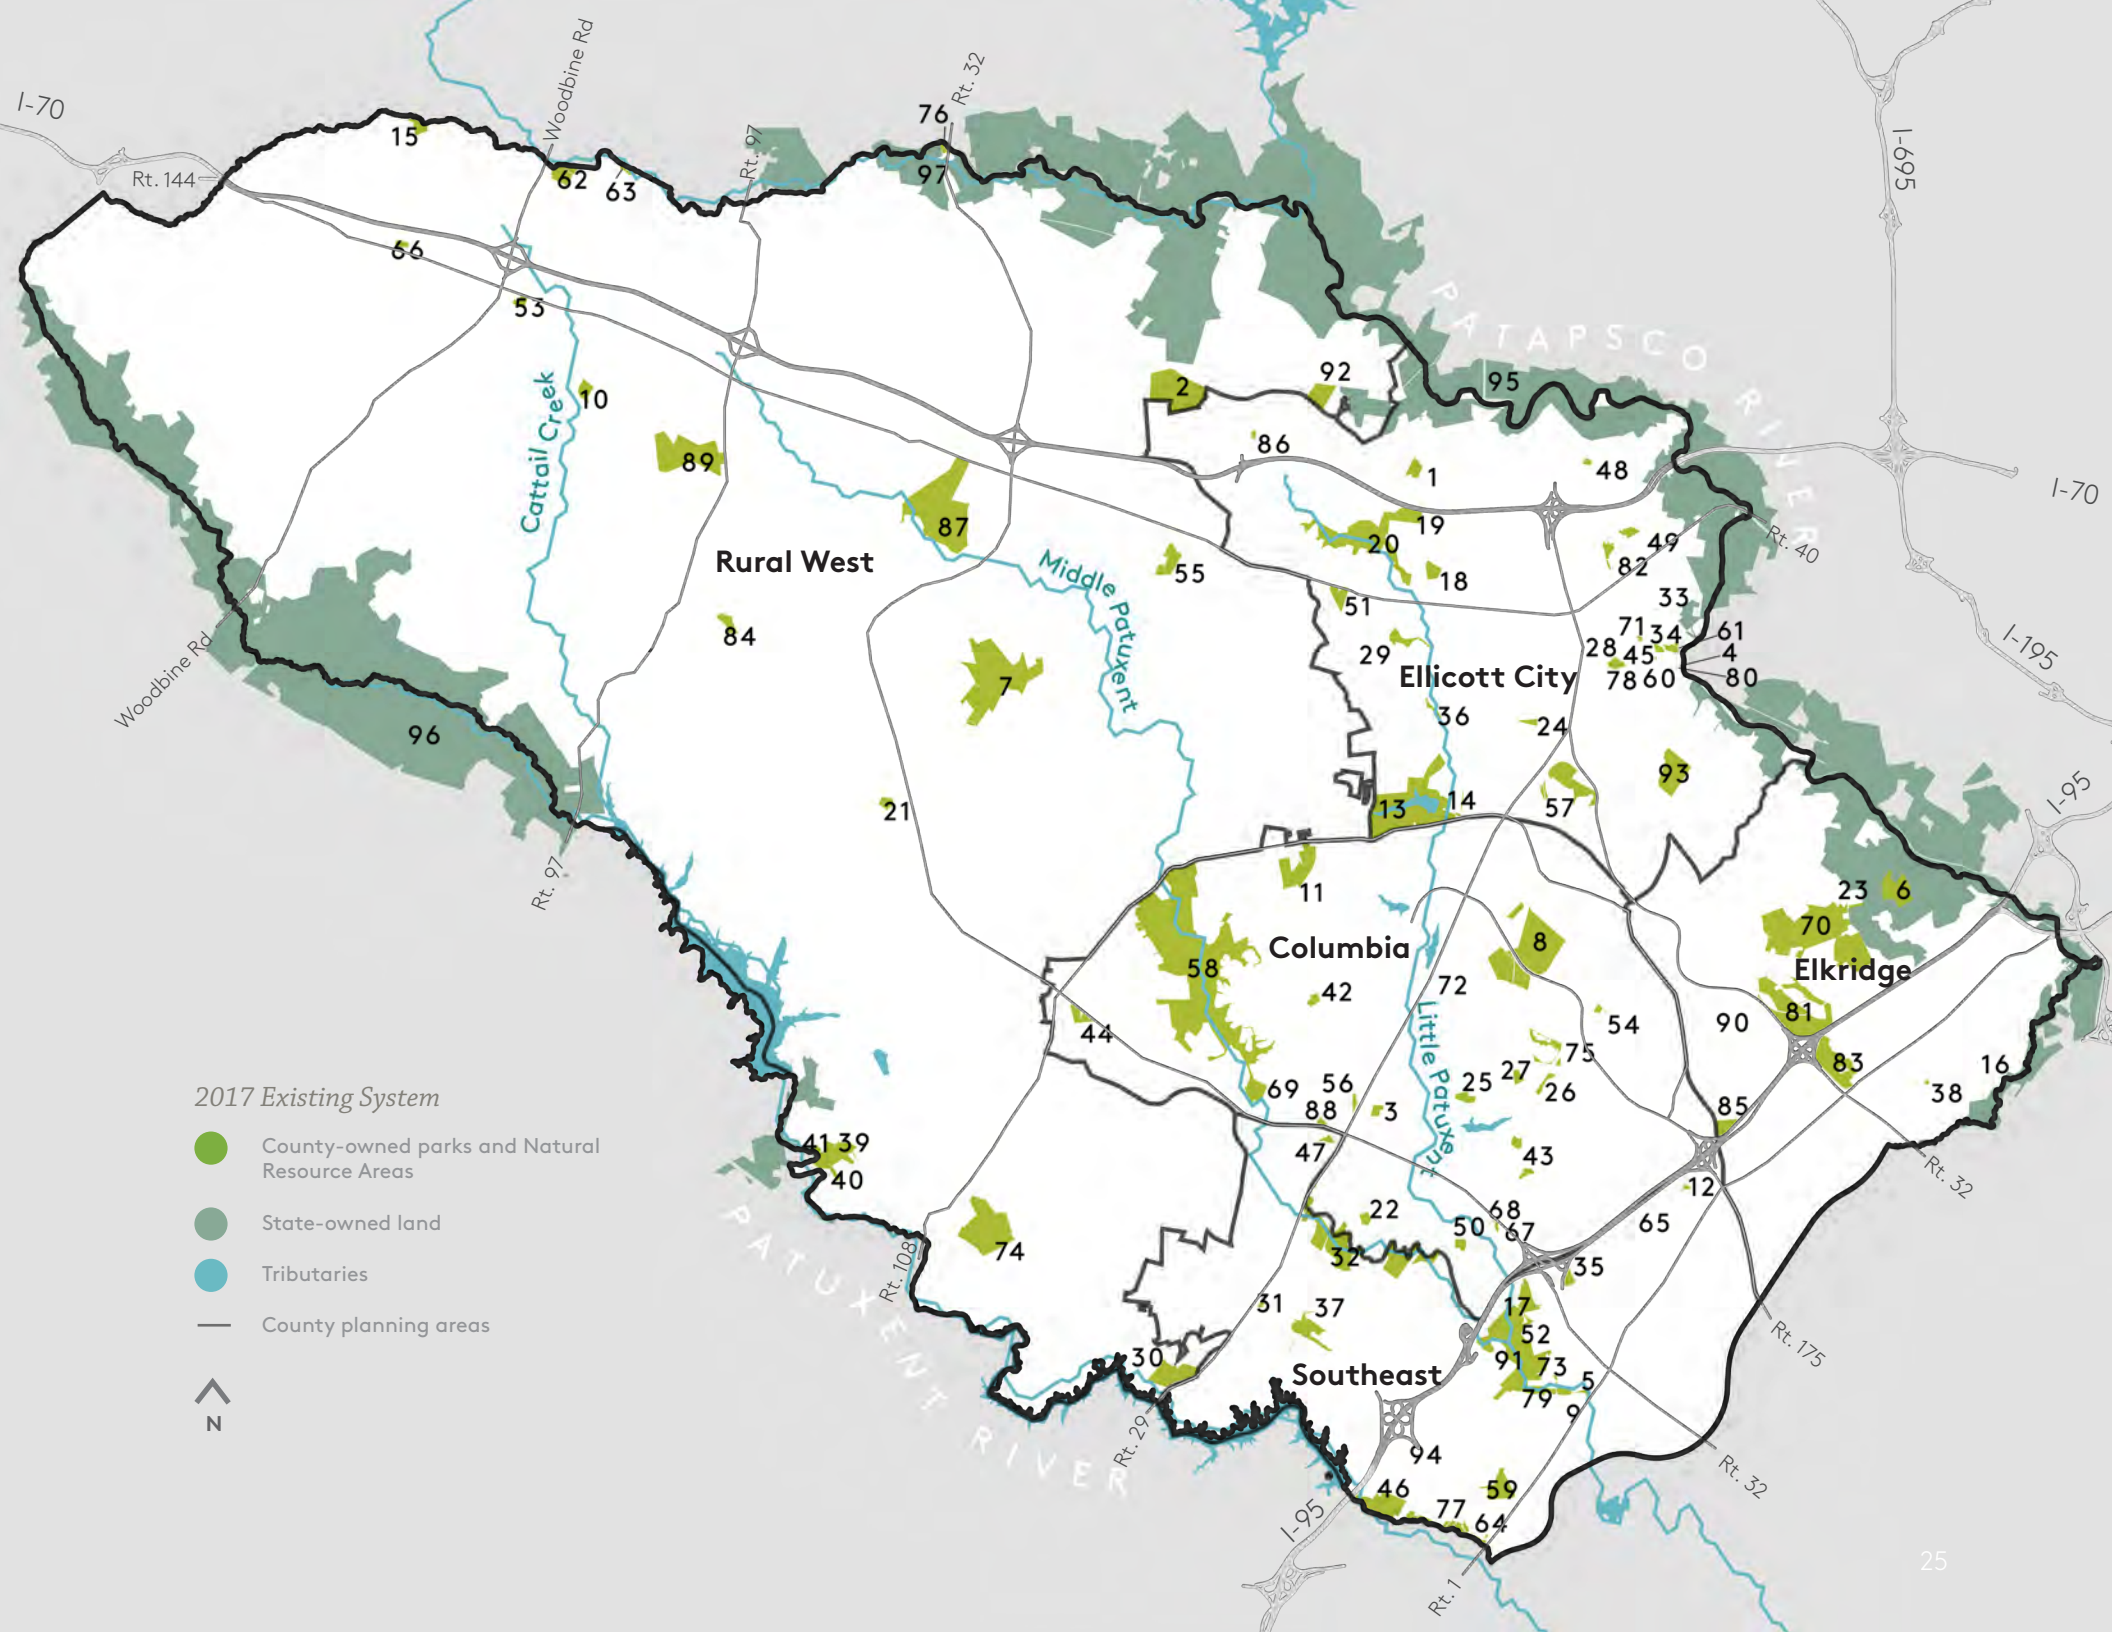 76
Rt. 32
Woodbine Rd
I-70
15
Rt. 97
97
I-695
Rt. 144
62
63
66
53
PATAPSCO RIVER
10
2
92
95
Cattail Creek
86
89
1
48
I-70
87
19
49
Rt. 40
20
82
Rural West
Middle Patuxent
55
18
51
33
84
71
34
61
28
45
4
29
Ellicott City
78
60
80
I-195
7
Woodbine Rd
36
24
96
93
13
14
57
21
I-95
Rt. 97
11
23
6
70
8
Columbia
58
Elkridge
72
42
81
54
90
44
Little Patuxent
75
83
16
27
2017 Existing System
69
56
25
26
38
88
3
85
County-owned parks and Natural
Resource Areas
41
39
47
43
40
12
Rt. 32
State-owned land
22
68
65
50
67
PATUXENT RIVER
74
32
Rt. 108
35
Tributaries
31
37
17
County planning areas
52
Rt. 175
30
91
73
Southeast
5
79
9
N
Rt. 29
94
Rt. 32
46
59
77
64
I-95
25
Rt. 1